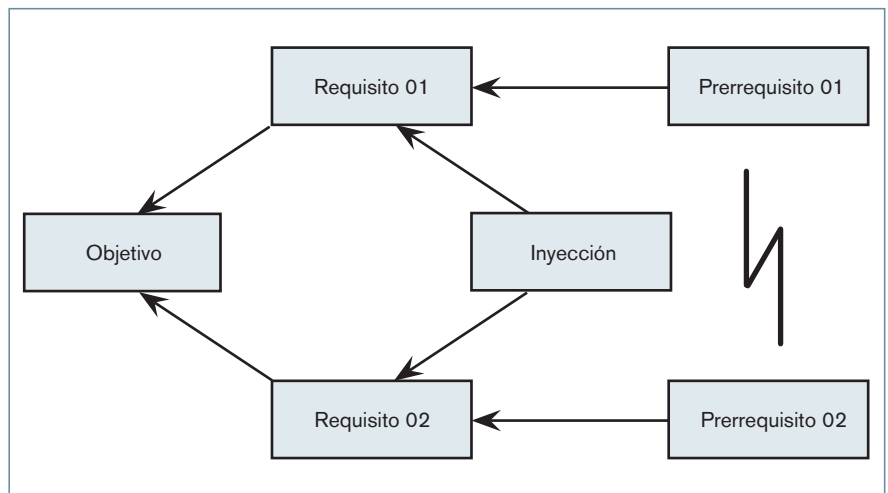 Requisito 01
Prerrequisito 01
Objetivo
Inyección
Requisito 02
Prerrequisito 02